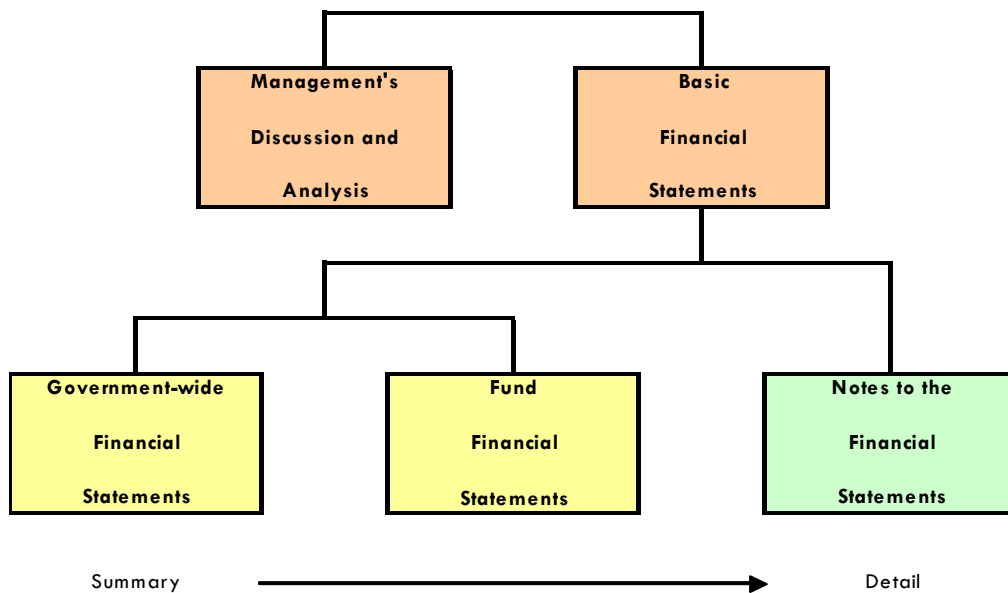 Management's
Discussion and
Analysis
Basic
Financial
Statements
Government-wide
Financial
Statements
Fund
Financial
Statements
Notes to the
Financial
Statements
Summary
Detail